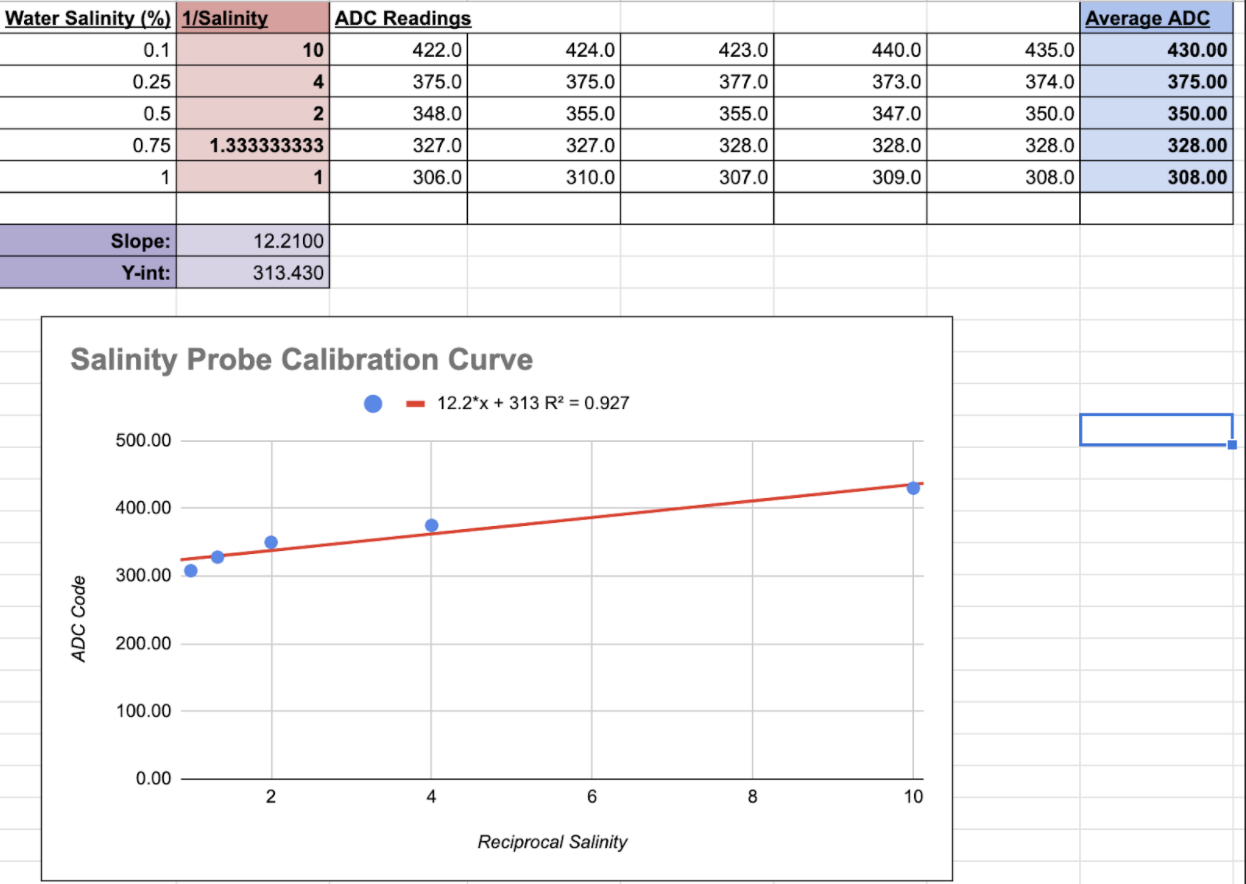 Water Salinity (%) 1/Salinity ADC Readings Average ADC
0.1 10 422.0 424.0 423.0 440.0 435.0 430.00
0.25 4 375.0 375.0 377.0 373.0 374.0 375.00
0.5 2 348.0 355.0 355.0 347.0 350.0 350.00
0.75 1.333333333 327.0 327.0 328.0 328.0 328.0 328.00
1 1 306.0 310.0 307.0 309.0 308.0 308.00
Slope: 12.2100
Y-int: 313.430
Salinity Probe Calibration Curve
12.2*x + 313 R² = 0.927
500.00
400.00
300.00
200.00
100.00
0.00
ADC Code
2 4 6 8 10
Reciprocal Salinity